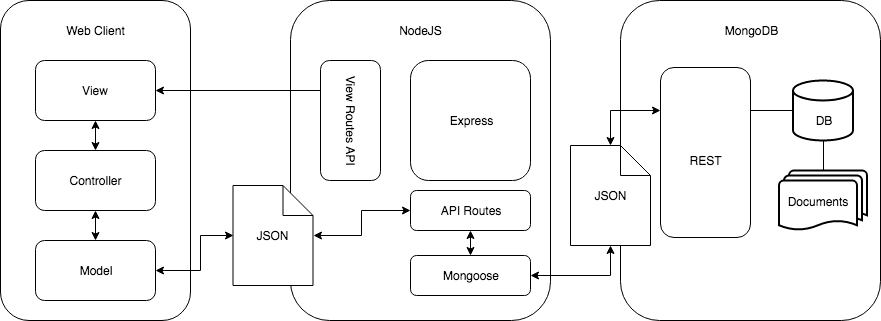 Web Client
View
Controller
Model
JSON
NodeJS
View Routes API
Express
API Routes
Mongoose
JSON
MongoDB
REST
DB
Documents